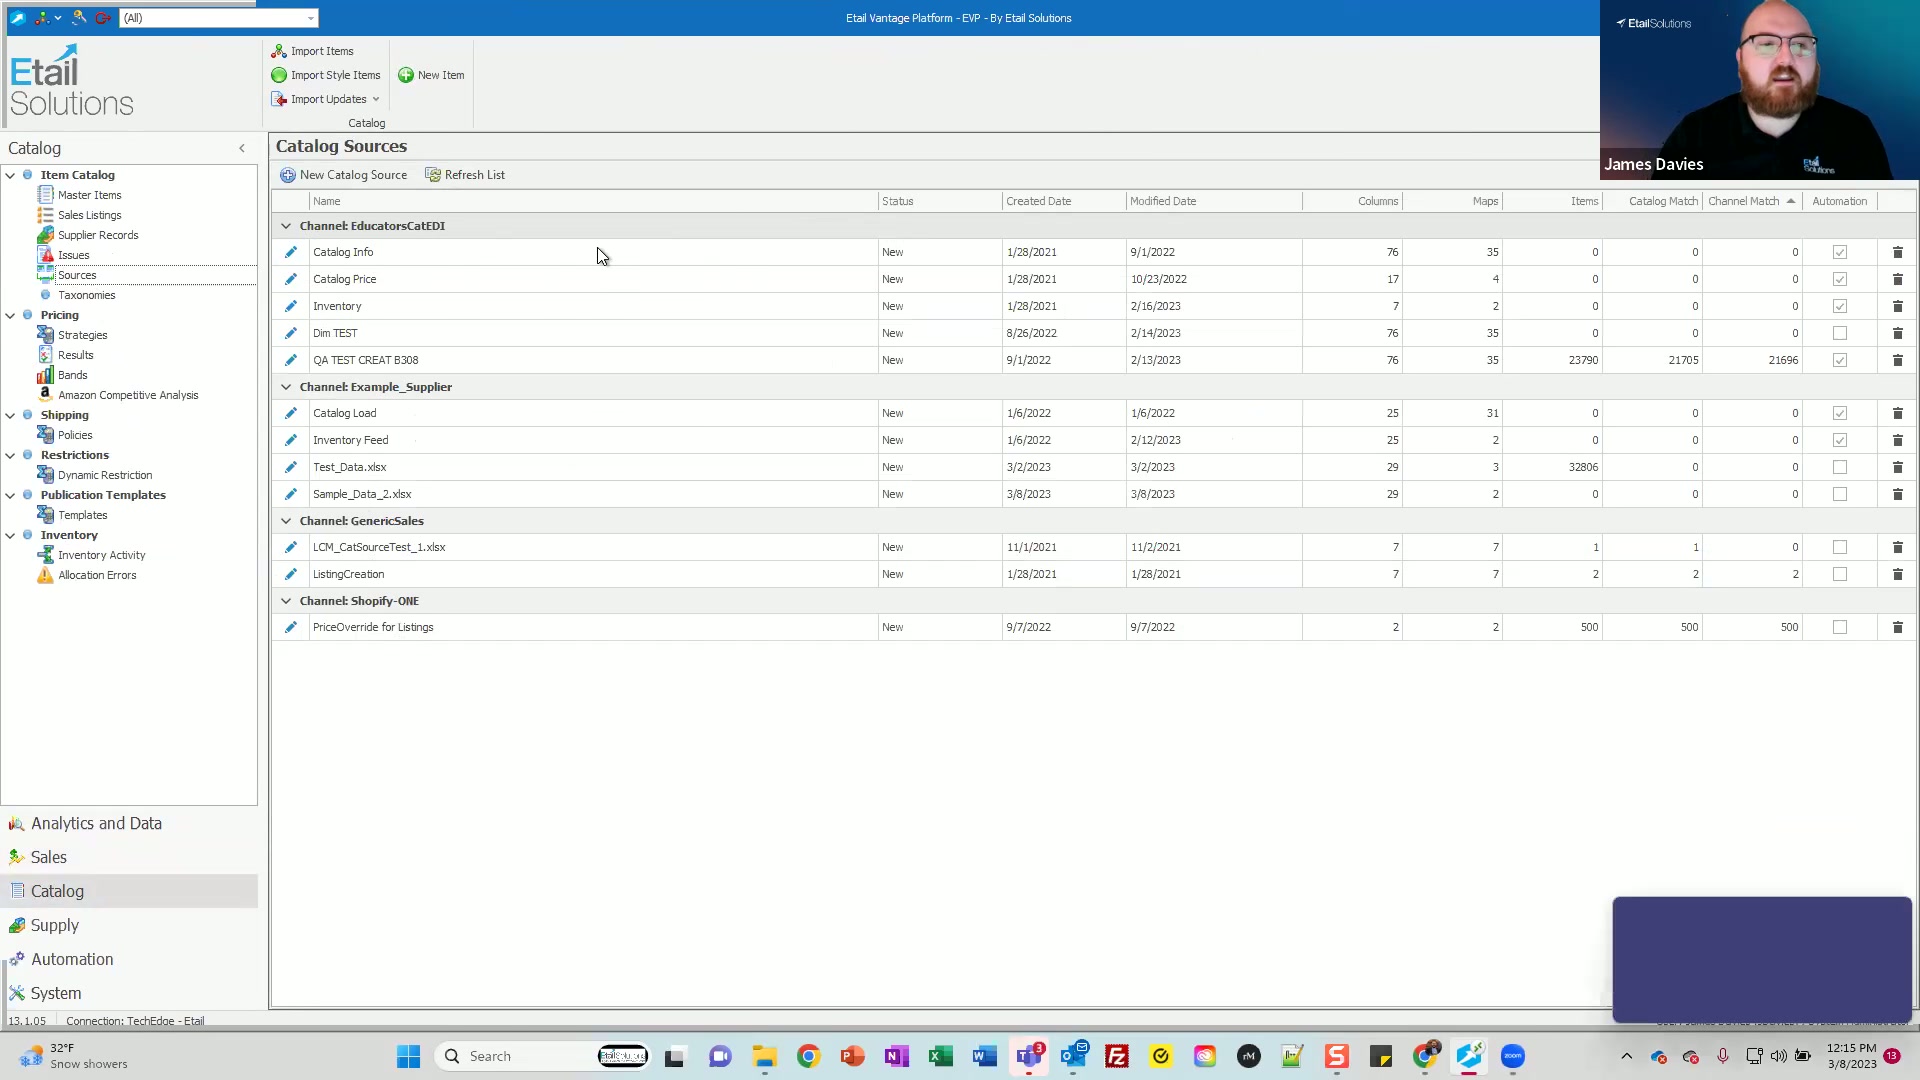 (All)
Etail Vantage Platform - EVP - By Etail Solutions
EtailSolutions
Etail
Solutions
Import Items
Import Style Items
Import Updates
New Item
Catalog
Etail
Solutions
James Davies
Catalog
Item Catalog
Master Items
Sales Listings
Supplier Records
Issues
Sources
Taxonomies
Pricing
Strategies
Results
Bands
Amazon Competitive Analysis
Shipping
Policies
Restrictions
Dynamic Restriction
Publication Templates
Templates
Inventory
Inventory Activity
Allocation Errors
Analytics and Data
Sales
Catalog
Supply
Automation
System
Catalog Sources
New Catalog Source Refresh List
Name Status Created Date Modified Date Columns Maps Items Catalog Match Channel Match Automation
Channel: EducatorsCatEDI
Catalog Info New 1/28/2021 9/1/2022 76 35 0 0 0
Catalog Price New 1/28/2021 10/23/2022 17 4 0 0 0
Inventory New 1/28/2021 2/16/2023 7 2 0 0 0
Dim TEST New 8/26/2022 2/14/2023 76 35 0 0 0
QA TEST CREAT B308 New 9/1/2022 2/13/2023 76 35 23790 21705 21696
Channel: Example_Supplier
Catalog Load New 1/6/2022 1/6/2022 25 31 0 0 0
Inventory Feed New 1/6/2022 2/12/2023 25 2 0 0 0
Test_Data.xlsx New 3/2/2023 3/2/2023 29 3 32806 0 0
Sample_Data_2.xlsx New 3/8/2023 3/8/2023 29 2 0 0 0
Channel: GenericSales
LCM_CatSourceTest_1.xlsx New 11/1/2021 11/2/2021 7 7 1 1 0
ListingCreation New 1/28/2021 1/28/2021 7 7 2 2 2
Channel: Shopify-ONE
PriceOverride for Listings New 9/7/2022 9/7/2022 2 2 500 500 500
13.1.05 Connection: TechEdge - Etail
32°F
Snow showers
Search
EtailSolutions
3
rM
zoom
12:15 PM
3/8/2023
13